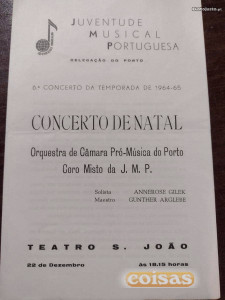 JUVENTUDE
MUSICAL
PORTUGUESA
DELEGAÇÃO DO PORTO
6.º CONCERTO DA TEMPORADA DE 1964-65
CONCERTO DE NATAL
Orquestra de Câmara Pró-Música do Porto
Coro Misto da J. M. P.
Solista ANNEROSE GILEK
Maestro GUNTHER ARGLEBE
TEATRO S. JOÃO
22 de Dezembro às 18,15 horas
coisas